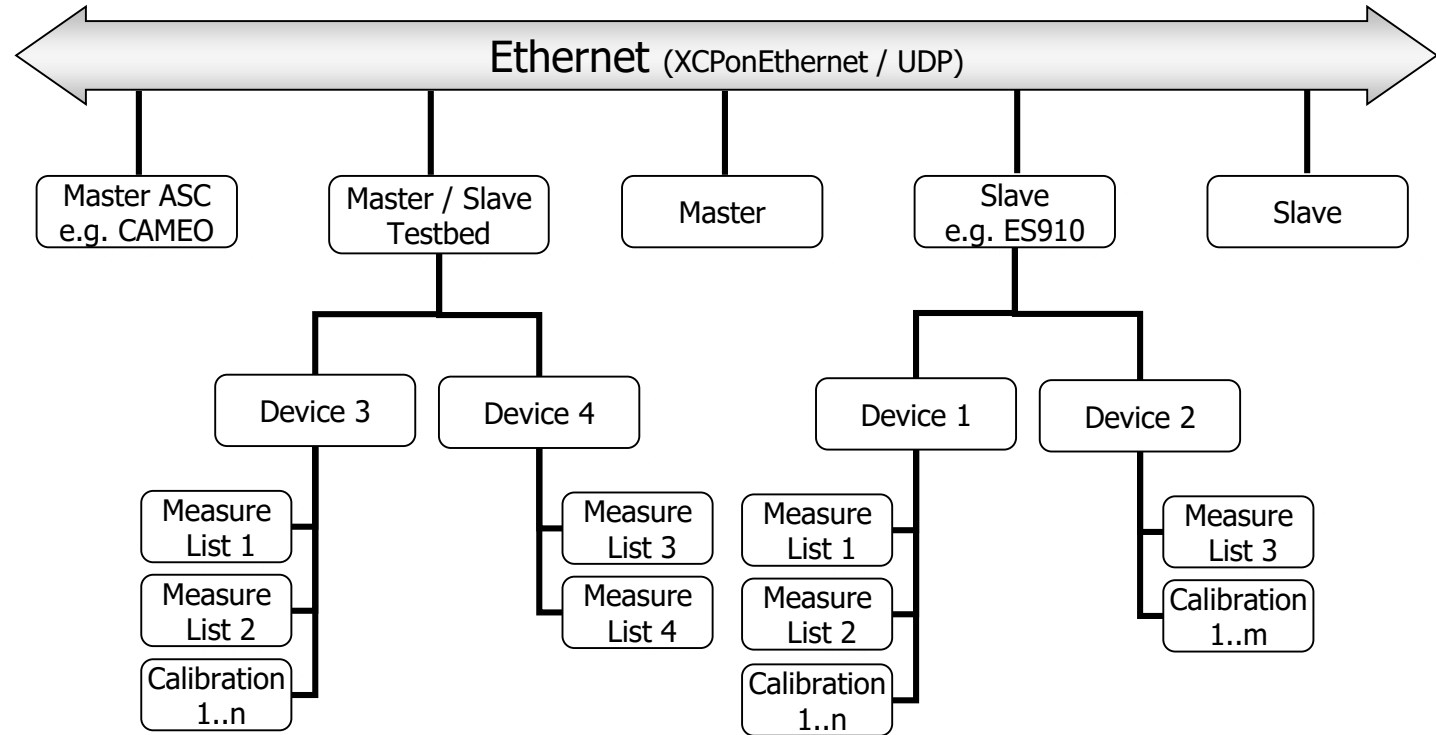 Ethernet (XCPonEthernet / UDP)
Master ASC
e.g. CAMEO
Master / Slave
Testbed
Master
Slave
e.g. ES910
Slave
Device 3
Device 4
Device 1
Device 2
Measure
List 1
Measure
List 2
Calibration
1..n
Measure
List 3
Measure
List 4
Measure
List 1
Measure
List 2
Calibration
1..n
Measure
List 3
Calibration
1..m